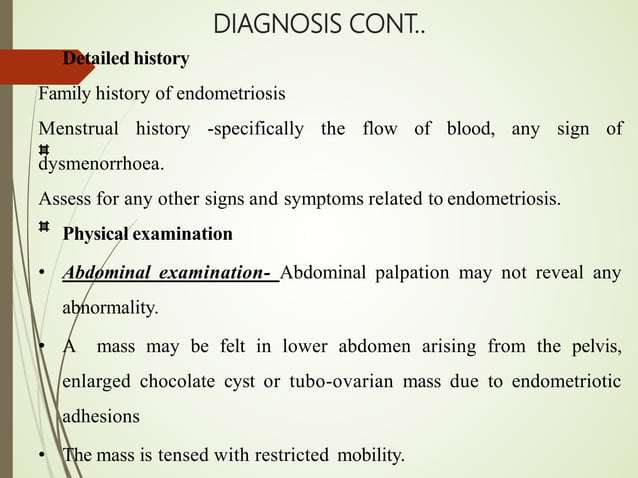 DIAGNOSIS CONT..
Detailed history
Family history of endometriosis
Menstrual history -specifically the flow of blood, any sign of
dysmenorrhoea.
Assess for any other signs and symptoms related to endometriosis.
Physical examination
• Abdominal examination- Abdominal palpation may not reveal any
abnormality.
• A mass may be felt in lower abdomen arising from the pelvis,
enlarged chocolate cyst or tubo-ovarian mass due to endometriotic
adhesions
• The mass is tensed with restricted mobility.